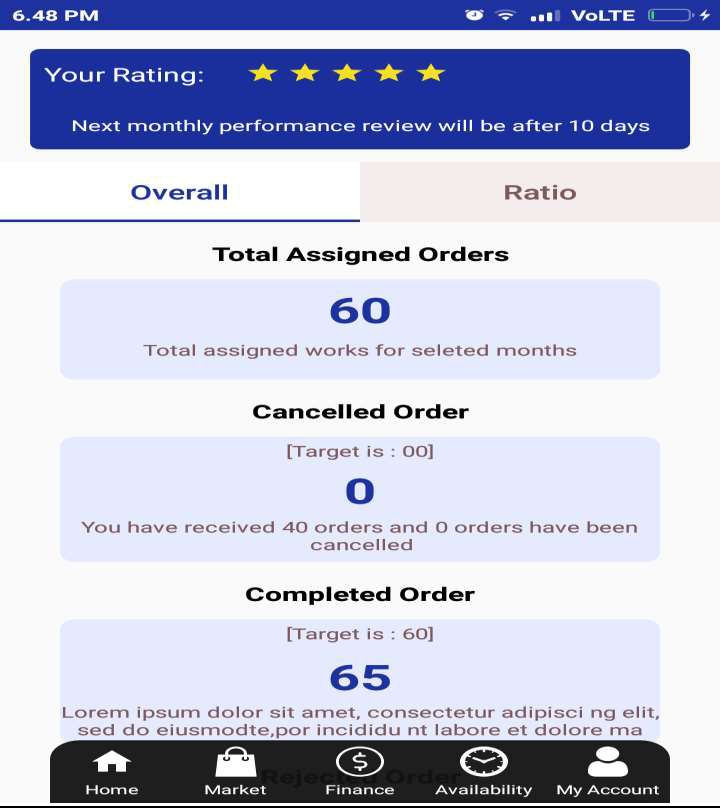 6.48 PM VoLTE
Your Rating:
Next monthly performance review will be after 10 days
Overall Ratio
Total Assigned Orders
60
Total assigned works for seleted months
Cancelled Order
[Target is : 00]
0
You have received 40 orders and 0 orders have been
cancelled
Completed Order
[Target is : 60]
65
Lorem ipsum dolor sit amet, consectetur adipisci ng elit,
sed do eiusmodte,por incididu nt labore et dolore ma
Rejected Order
Home Market Finance Availability My Account